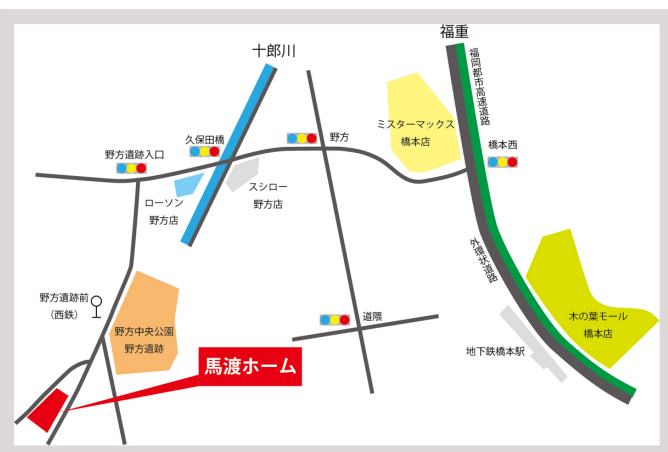 福重
十郎川
福岡都市高速道路
ミスターマックス
橋本店
久保田橋
野方
橋本西
野方遺跡入口
スシロー
野方店
ローソン
野方店
外環状道路
野方遺跡前
（西鉄）
道隈
木の葉モール
橋本店
野方中央公園
野方遺跡
地下鉄橋本駅
馬渡ホーム